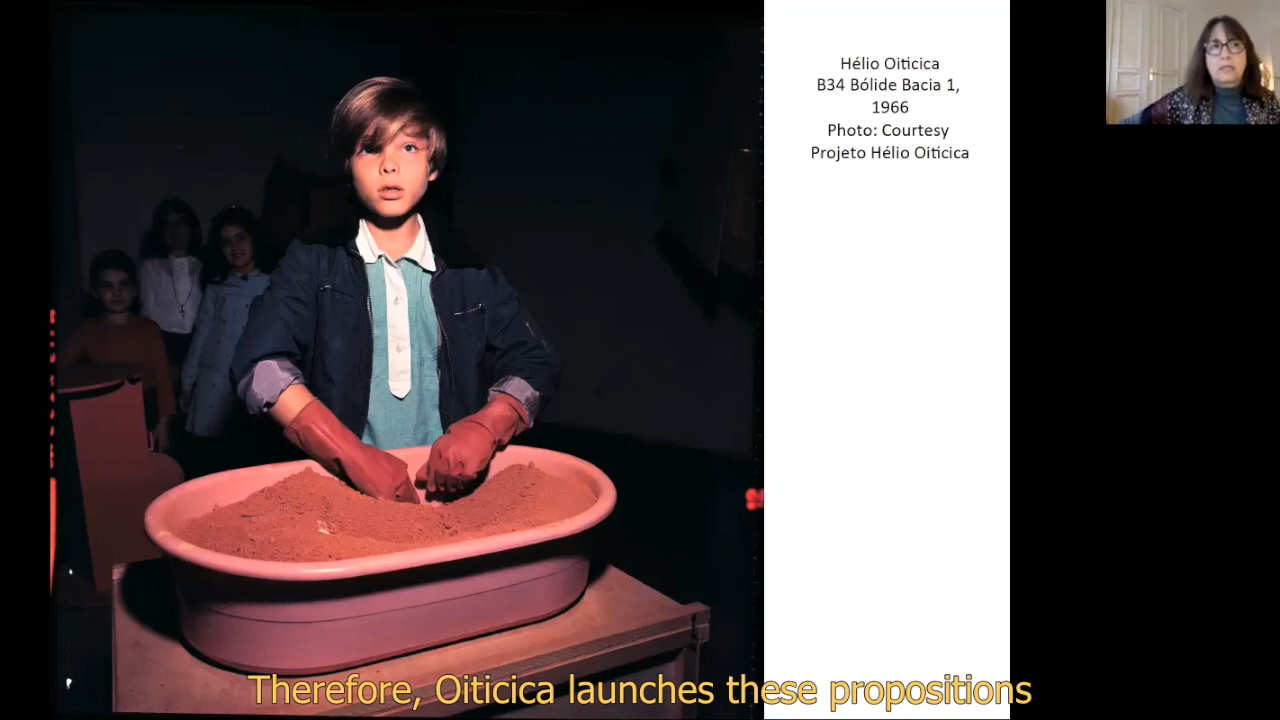 Hélio Oiticica
B34 Bólide Bacia 1,
1966
Photo: Courtesy
Projeto Hélio Oiticica
Therefore, Oiticica launches these propositions